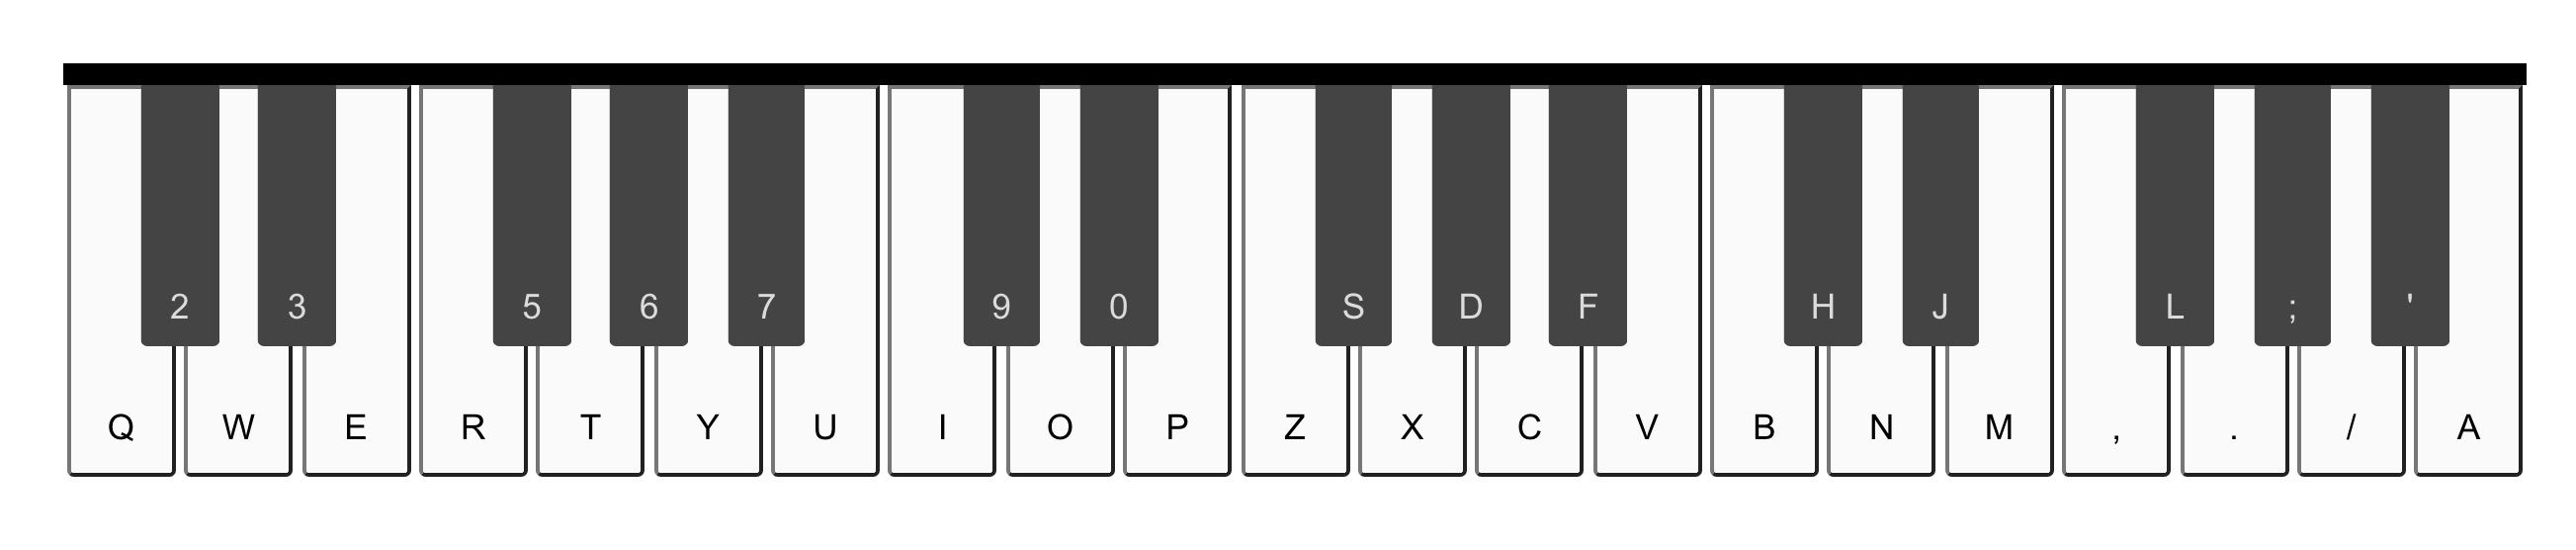 2 3 5 6 7 9 0 S D F H J L ; '
Q W E R T Y U I O P Z X C V B N M , . / A